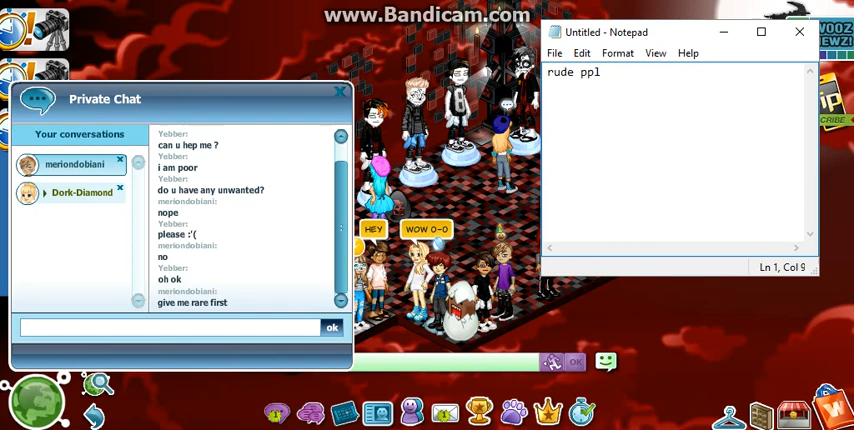 www.Bandicam.com
WOOZ
NEWZ!
Untitled - Notepad
File Edit Format View Help
rude ppl
Ln 1, Col 9
Private Chat
Your conversations
meriondobiani
Dork-Diamond
Yebber:
can u hep me ?
Yebber:
i am poor
Yebber:
do u have any unwanted?
meriondobiani:
nope
Yebber:
please :'(
meriondobiani:
no
Yebber:
oh ok
meriondobiani:
give me rare first
ok
HEY
WOW O-O
OK